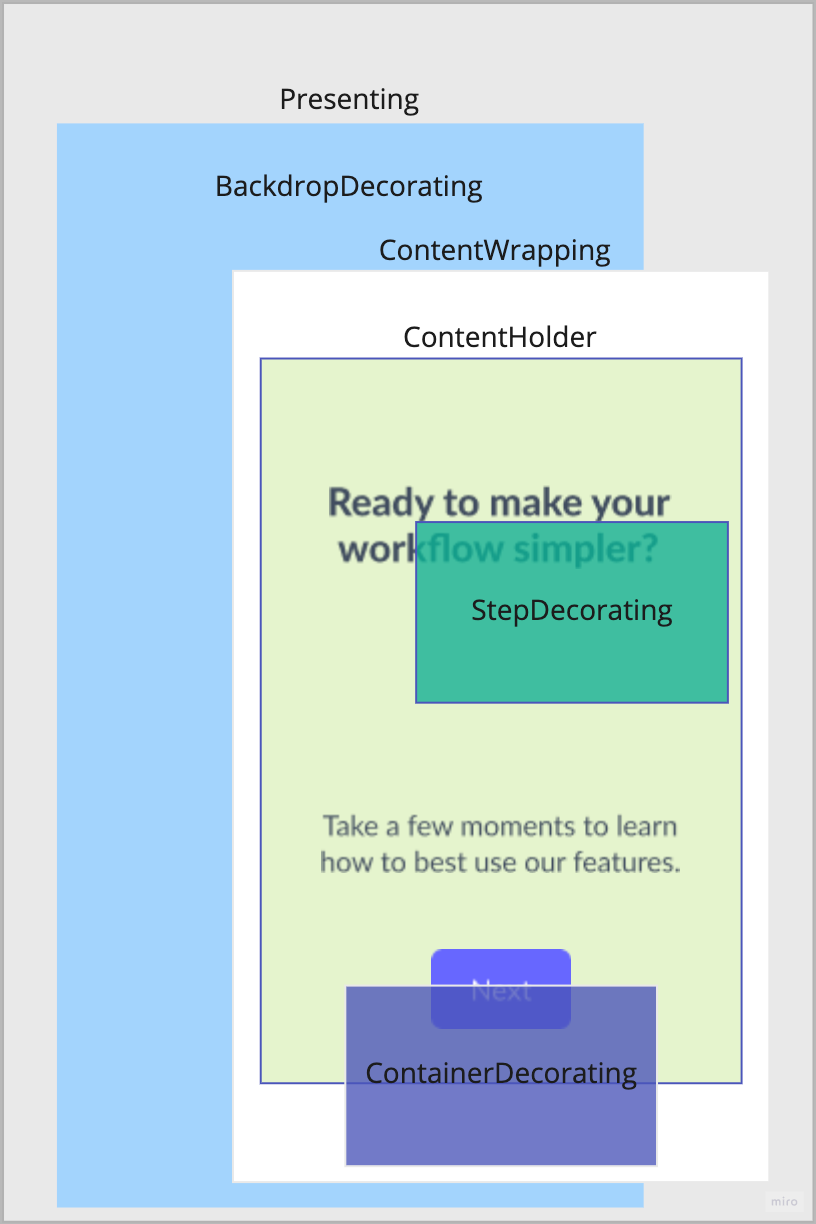 Presenting
BackdropDecorating
ContentWrapping
ContentHolder
Ready to make your
workflow simpler?
StepDecorating
Take a few moments to learn
how to best use our features.
Next
ContainerDecorating
miro